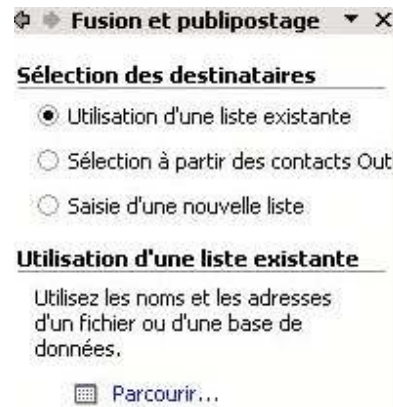 Fusion et publipostage
Sélection des destinataires
Utilisation d'une liste existante
Sélection à partir des contacts Out
Saisie d'une nouvelle liste
Utilisation d'une liste existante
Utilisez les noms et les adresses
d'un fichier ou d'une base de
données.
Parcourir...